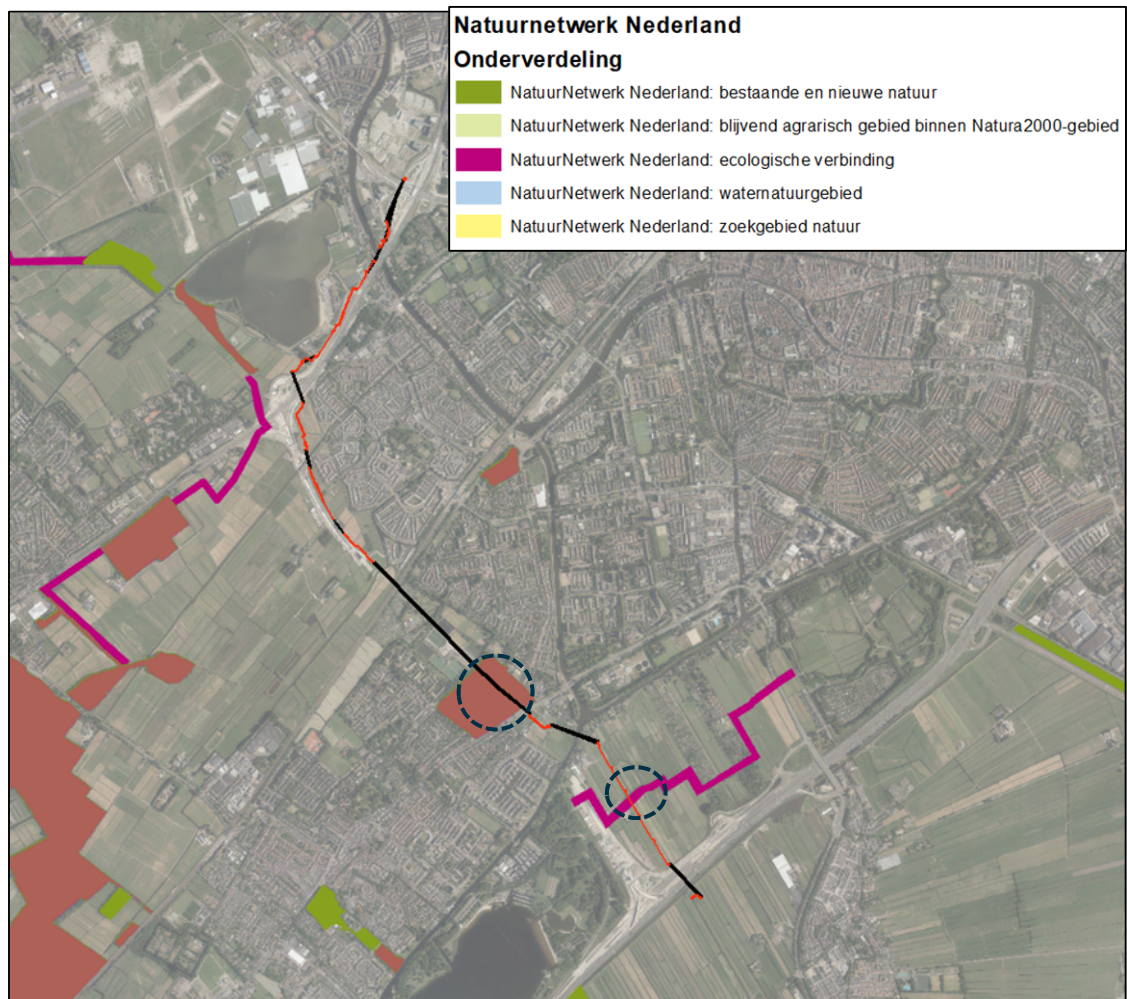 Natuurnetwerk Nederland
Onderverdeling
NatuurNetwerk Nederland: bestaande en nieuwe natuur
NatuurNetwerk Nederland: blijvend agrarisch gebied binnen Natura2000-gebied
NatuurNetwerk Nederland: ecologische verbinding
NatuurNetwerk Nederland: waternatuurgebied
NatuurNetwerk Nederland: zoekgebied natuur